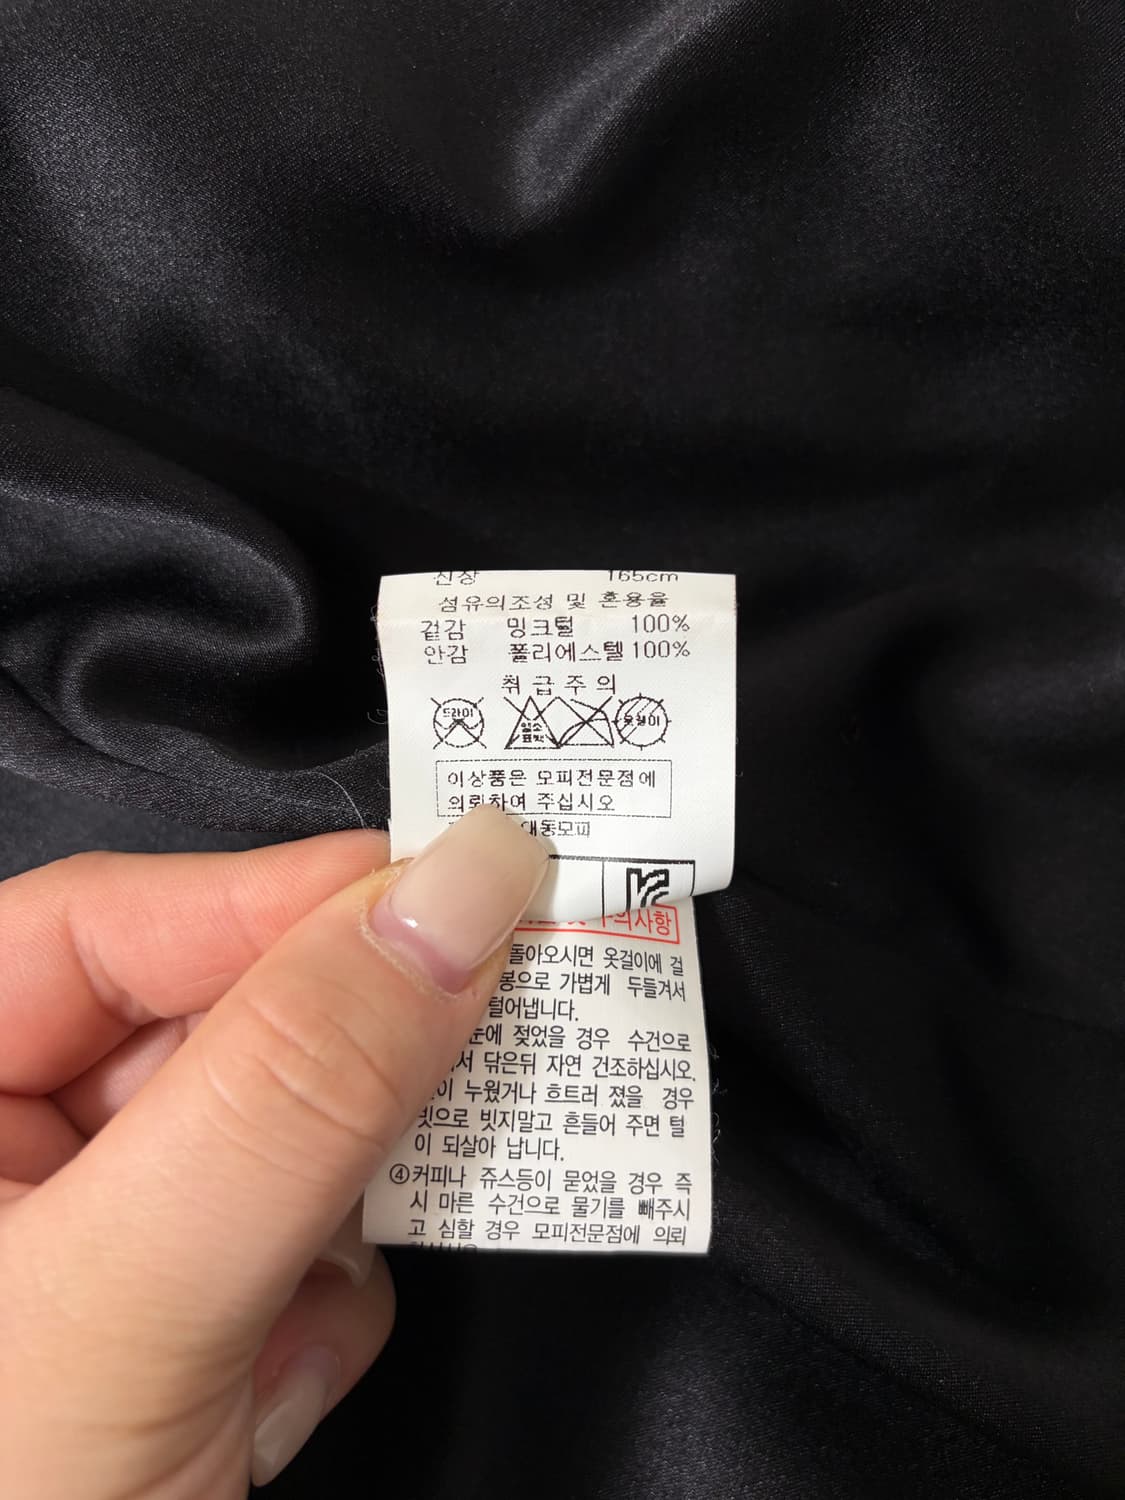 신장 165cm
섬유의조성 및 혼용율
겉감 밍크털 100%
안감 폴리에스텔 100%
취급주의
드라이 염소표백
이상품은 모피전문점에
의뢰하여 주십시오
대동모피
의사항
돌아오시면 옷걸이에 걸
봉으로 가볍게 두들겨서
털어냅니다.
눈에 젖었을 경우 수건으로
서 닦은뒤 자연 건조하십시오.
이 누웠거나 흐트러 졌을 경우
빗으로 빗지말고 흔들어 주면 털
이 되살아 납니다.
④커피나 쥬스등이 묻었을 경우 즉
시 마른 수건으로 물기를 빼주시
고 심할 경우 모피전문점에 의뢰